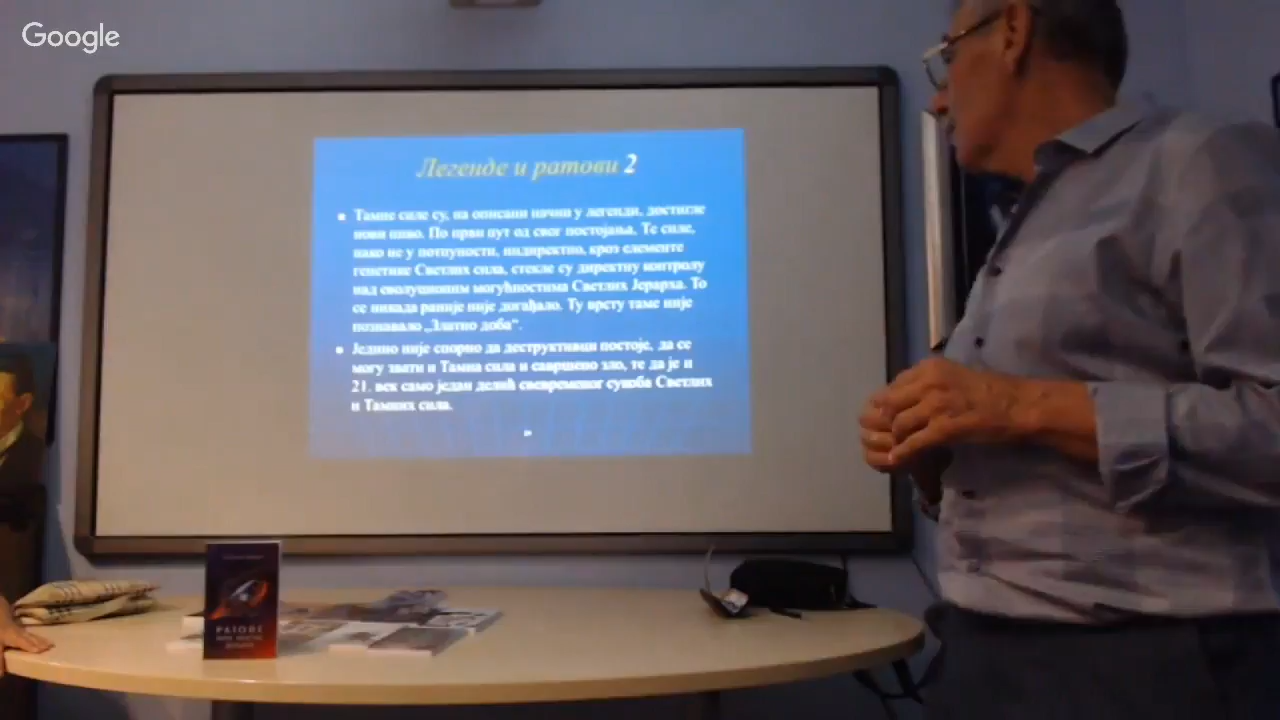 Google
Легенде и ратови 2
Тамне силе су, на описани начин у легенди, достигле
нови ниво. По први пут од свог постојања. Те силе,
иако не у потпуности, индиректно, кроз елементе
генетике Светлих сила, стекле су директну контролу
над еволуционим могућностима Светлих Јерарха. То
се никада раније није догађало. Ту врсту таме није
познавало „Златно доба“.
Једино није спорно да деструктивци постоје, да се
могу звати и Тамна сила и савршено зло, те да је и
21. век само један делић свевременог сукоба Светлих
и Тамних сила.
РАТОВЕ